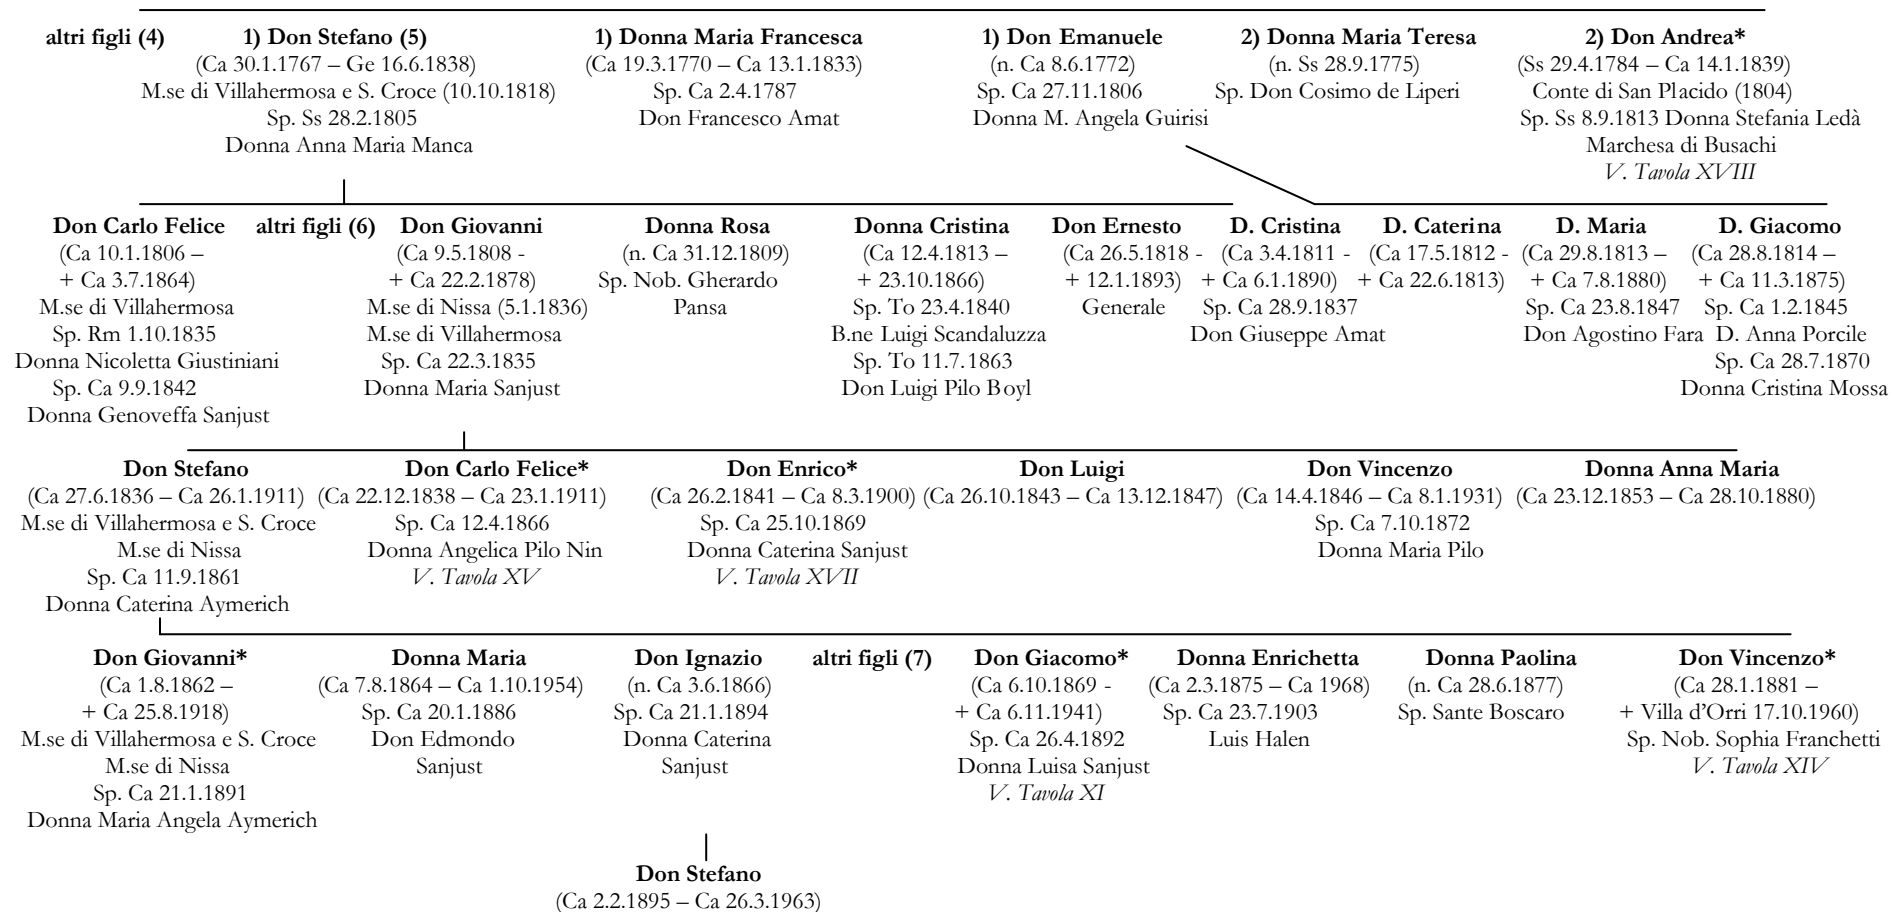 altri figli (4)
1) Don Stefano (5)
(Ca 30.1.1767 – Ge 16.6.1838)
M.se di Villahermosa e S. Croce (10.10.1818)
Sp. Ss 28.2.1805
Donna Anna Maria Manca
1) Donna Maria Francesca
(Ca 19.3.1770 – Ca 13.1.1833)
Sp. Ca 2.4.1787
Don Francesco Amat
1) Don Emanuele
(n. Ca 8.6.1772)
Sp. Ca 27.11.1806
Donna M. Angela Guirisi
2) Donna Maria Teresa
(n. Ss 28.9.1775)
Sp. Don Cosimo de Liperi
2) Don Andrea*
(Ss 29.4.1784 – Ca 14.1.1839)
Conte di San Placido (1804)
Sp. Ss 8.9.1813 Donna Stefania Ledà
Marchesa di Busachi
V. Tavola XVIII
Don Carlo Felice
(Ca 10.1.1806 –
+ Ca 3.7.1864)
M.se di Villahermosa
Sp. Rm 1.10.1835
Donna Nicoletta Giustiniani
Sp. Ca 9.9.1842
Donna Genoveffa Sanjust
altri figli (6)
Don Giovanni
(Ca 9.5.1808 -
+ Ca 22.2.1878)
M.se di Nissa (5.1.1836)
M.se di Villahermosa
Sp. Ca 22.3.1835
Donna Maria Sanjust
Donna Rosa
(n. Ca 31.12.1809)
Sp. Nob. Gherardo
Pansa
Donna Cristina
(Ca 12.4.1813 –
+ 23.10.1866)
Sp. To 23.4.1840
B.ne Luigi Scandaluzza
Sp. To 11.7.1863
Don Luigi Pilo Boyl
Don Ernesto
(Ca 26.5.1818 -
+ 12.1.1893)
Generale
D. Cristina
(Ca 3.4.1811 -
+ Ca 6.1.1890)
Sp. Ca 28.9.1837
Don Giuseppe Amat
D. Caterina
(Ca 17.5.1812 -
+ Ca 22.6.1813)
D. Maria
(Ca 29.8.1813 –
+ Ca 7.8.1880)
Sp. Ca 23.8.1847
Don Agostino Fara
D. Giacomo
(Ca 28.8.1814 –
+ Ca 11.3.1875)
Sp. Ca 1.2.1845
D. Anna Porcile
Sp. Ca 28.7.1870
Donna Cristina Mossa
Don Stefano
(Ca 27.6.1836 – Ca 26.1.1911)
M.se di Villahermosa e S. Croce
M.se di Nissa
Sp. Ca 11.9.1861
Donna Caterina Aymerich
Don Carlo Felice*
(Ca 22.12.1838 – Ca 23.1.1911)
Sp. Ca 12.4.1866
Donna Angelica Pilo Nin
V. Tavola XV
Don Enrico*
(Ca 26.2.1841 – Ca 8.3.1900)
Sp. Ca 25.10.1869
Donna Caterina Sanjust
V. Tavola XVII
Don Luigi
(Ca 26.10.1843 – Ca 13.12.1847)
Don Vincenzo
(Ca 14.4.1846 – Ca 8.1.1931)
Sp. Ca 7.10.1872
Donna Maria Pilo
Donna Anna Maria
(Ca 23.12.1853 – Ca 28.10.1880)
Don Giovanni*
(Ca 1.8.1862 –
+ Ca 25.8.1918)
M.se di Villahermosa e S. Croce
M.se di Nissa
Sp. Ca 21.1.1891
Donna Maria Angela Aymerich
Donna Maria
(Ca 7.8.1864 – Ca 1.10.1954)
Sp. Ca 20.1.1886
Don Edmondo
Sanjust
Don Ignazio
(n. Ca 3.6.1866)
Sp. Ca 21.1.1894
Donna Caterina
Sanjust
altri figli (7)
Don Giacomo*
(Ca 6.10.1869 -
+ Ca 6.11.1941)
Sp. Ca 26.4.1892
Donna Luisa Sanjust
V. Tavola XI
Donna Enrichetta
(Ca 2.3.1875 – Ca 1968)
Sp. Ca 23.7.1903
Luis Halen
Donna Paolina
(n. Ca 28.6.1877)
Sp. Sante Boscaro
Don Vincenzo*
(Ca 28.1.1881 –
+ Villa d'Orri 17.10.1960)
Sp. Nob. Sophia Franchetti
V. Tavola XIV
Don Stefano
(Ca 2.2.1895 – Ca 26.3.1963)